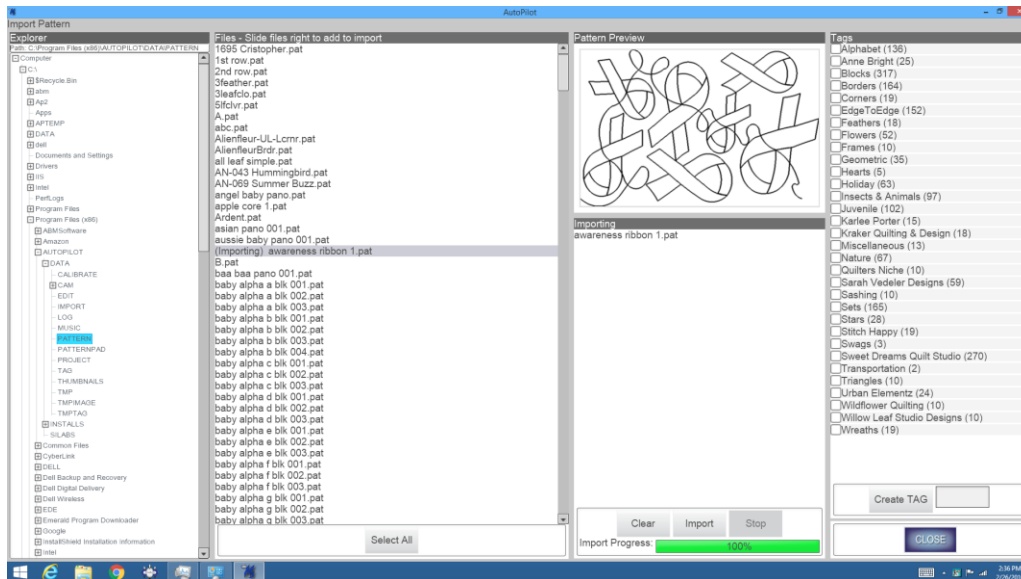 AutoPilot
Import Pattern
Explorer
Path: C:\Program Files (x86)\AUTOPILOT\DATA\PATTERN
Computer
C:\
$Recycle.Bin
abm
Ap2
Apps
APTEMP
DATA
dell
Documents and Settings
Drivers
IIS
Intel
PerfLogs
Program Files
Program Files (x86)
ABMSoftware
Amazon
AUTOPILOT
DATA
CALIBRATE
CAM
EDIT
IMPORT
LOG
MUSIC
PATTERN
PATTERNPAD
PROJECT
TAG
THUMBNAILS
TMP
TMPIMAGE
TMPTAG
INSTALLS
SILABS
Common Files
CyberLink
DELL
Dell Backup and Recovery
Dell Digital Delivery
Dell Wireless
EDE
Emerald Program Downloader
Google
InstallShield Installation Information
Intel
Files - Slide files right to add to import
1695 Cristopher.pat
1st row.pat
2nd row.pat
3feather.pat
3leafclo.pat
5lfclvr.pat
A.pat
abc.pat
Alienfleur-UL-Lcrnr.pat
AlienfleurBrdr.pat
all leaf simple.pat
AN-043 Hummingbird.pat
AN-069 Summer Buzz.pat
angel baby pano.pat
apple core 1.pat
Ardent.pat
asian pano 001.pat
aussie baby pano 001.pat
(Importing) awareness ribbon 1.pat
B.pat
baa baa pano 001.pat
baby alpha a blk 001.pat
baby alpha a blk 002.pat
baby alpha a blk 003.pat
baby alpha b blk 001.pat
baby alpha b blk 002.pat
baby alpha b blk 003.pat
baby alpha b blk 004.pat
baby alpha c blk 001.pat
baby alpha c blk 002.pat
baby alpha c blk 003.pat
baby alpha d blk 001.pat
baby alpha d blk 002.pat
baby alpha d blk 003.pat
baby alpha e blk 001.pat
baby alpha e blk 002.pat
baby alpha e blk 003.pat
baby alpha f blk 001.pat
baby alpha f blk 002.pat
baby alpha f blk 003.pat
baby alpha g blk 001.pat
baby alpha g blk 002.pat
baby alpha g blk 003.pat
Select All
Pattern Preview
Importing
awareness ribbon 1.pat
Clear
Import
Stop
Import Progress:
100%
Tags
Alphabet (136)
Anne Bright (25)
Blocks (317)
Borders (164)
Corners (19)
EdgeToEdge (152)
Feathers (18)
Flowers (52)
Frames (10)
Geometric (35)
Hearts (5)
Holiday (63)
Insects & Animals (97)
Juvenile (102)
Karlee Porter (15)
Kraker Quilting & Design (18)
Miscellaneous (13)
Nature (67)
Quilters Niche (10)
Sarah Vedeler Designs (59)
Sashing (10)
Sets (165)
Stars (28)
Stitch Happy (19)
Swags (3)
Sweet Dreams Quilt Studio (270)
Transportation (2)
Triangles (10)
Urban Elementz (24)
Wildflower Quilting (10)
Willow Leaf Studio Designs (10)
Wreaths (19)
Create TAG
CLOSE
2:36 PM